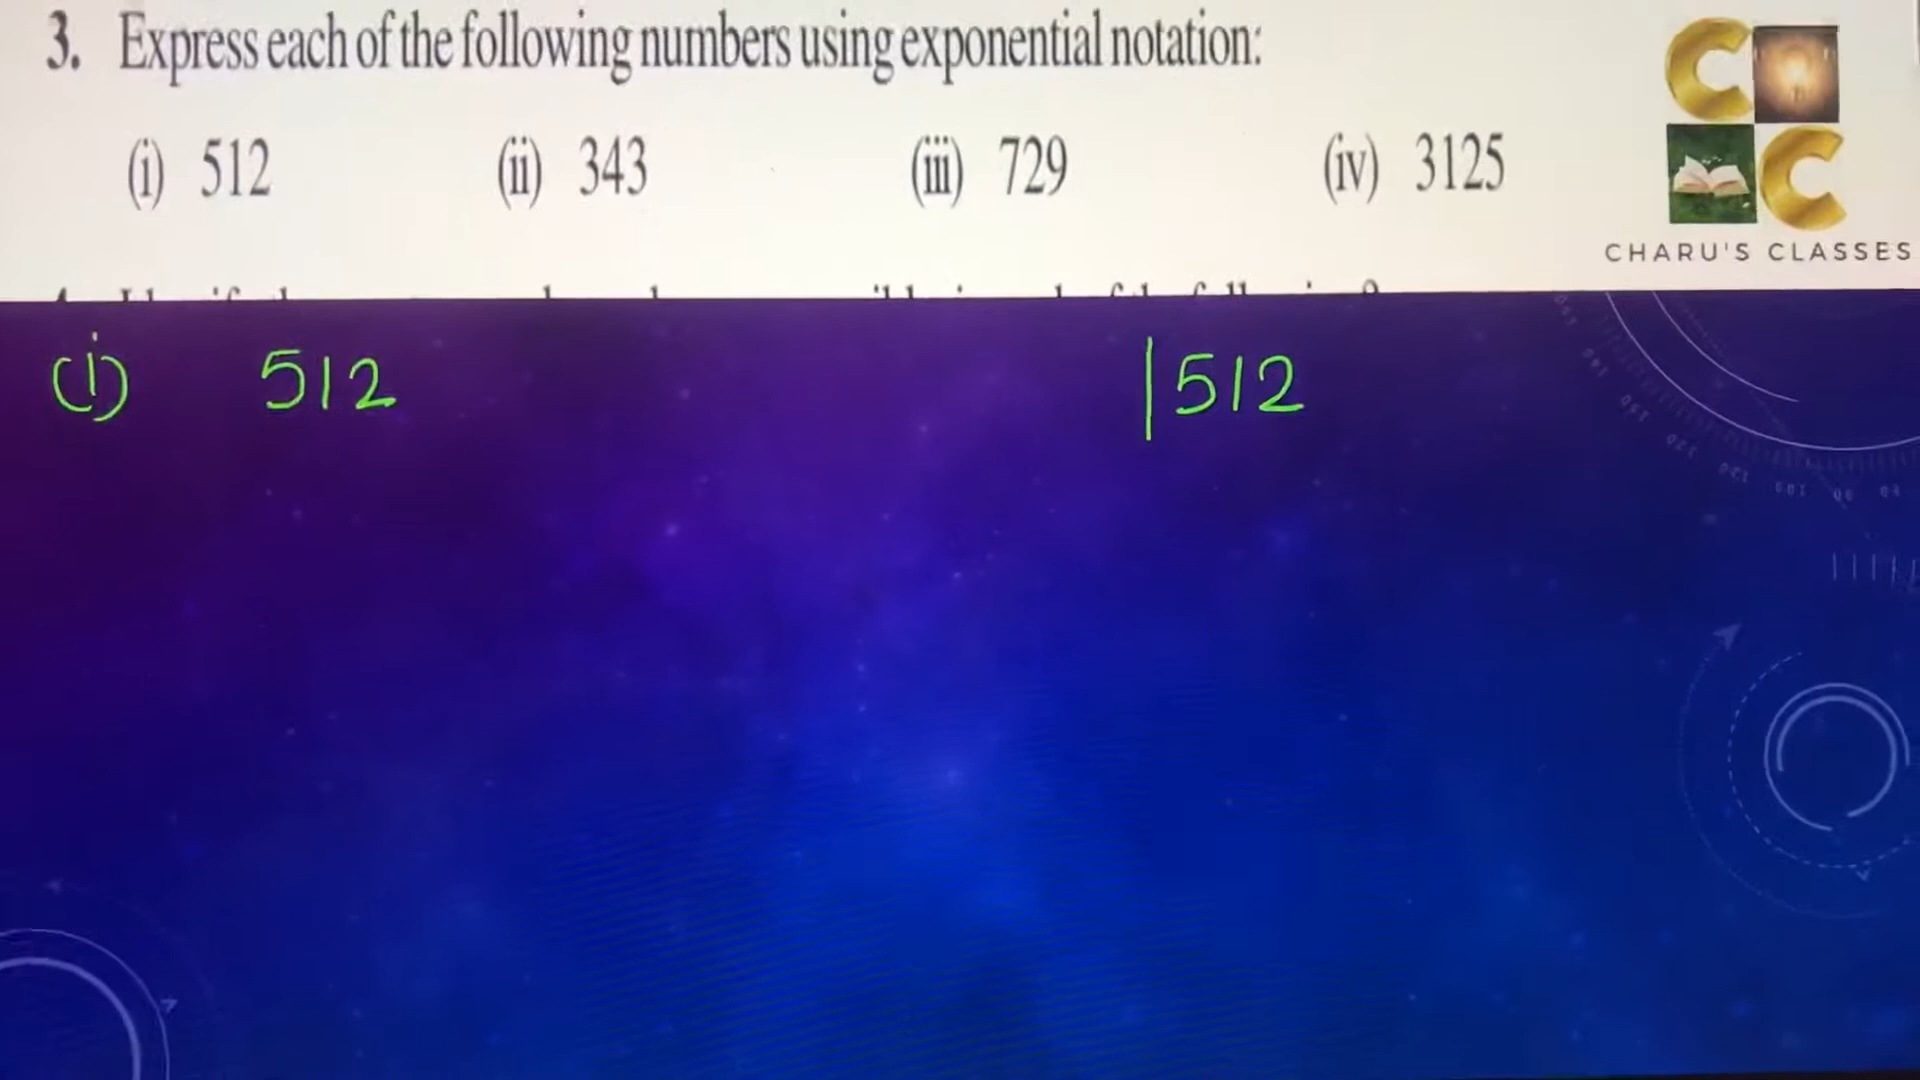 3. Express each of the following numbers using exponential notation:
(i) 512 (ii) 343 (iii) 729 (iv) 3125
CHARU'S CLASSES
(i) 512 |512